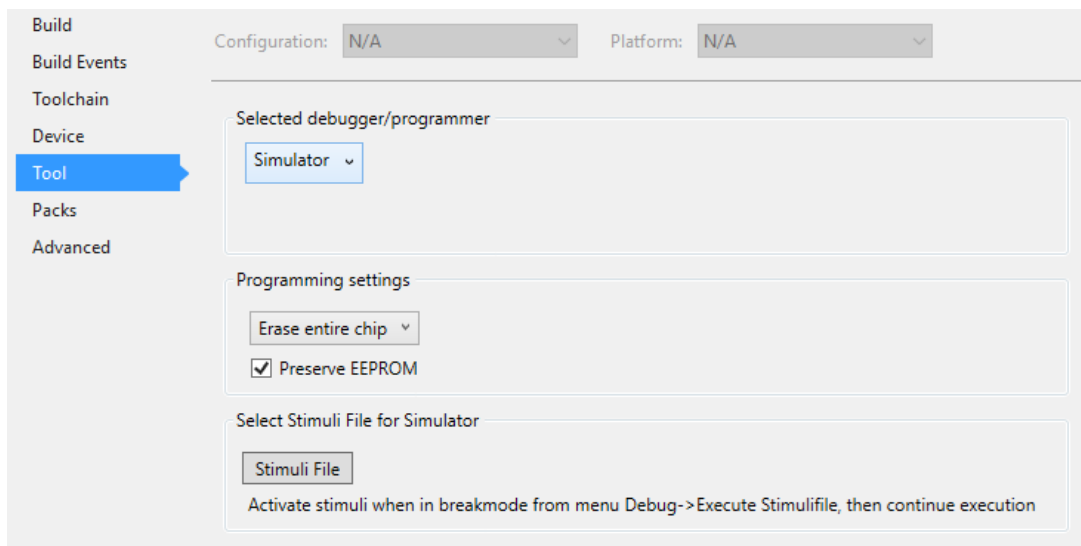 Build
Build Events
Toolchain
Device
Tool
Packs
Advanced
Configuration: N/A Platform: N/A
Selected debugger/programmer
Simulator
Programming settings
Erase entire chip
Preserve EEPROM
Select Stimuli File for Simulator
Stimuli File
Activate stimuli when in breakmode from menu Debug->Execute Stimulifile, then continue execution